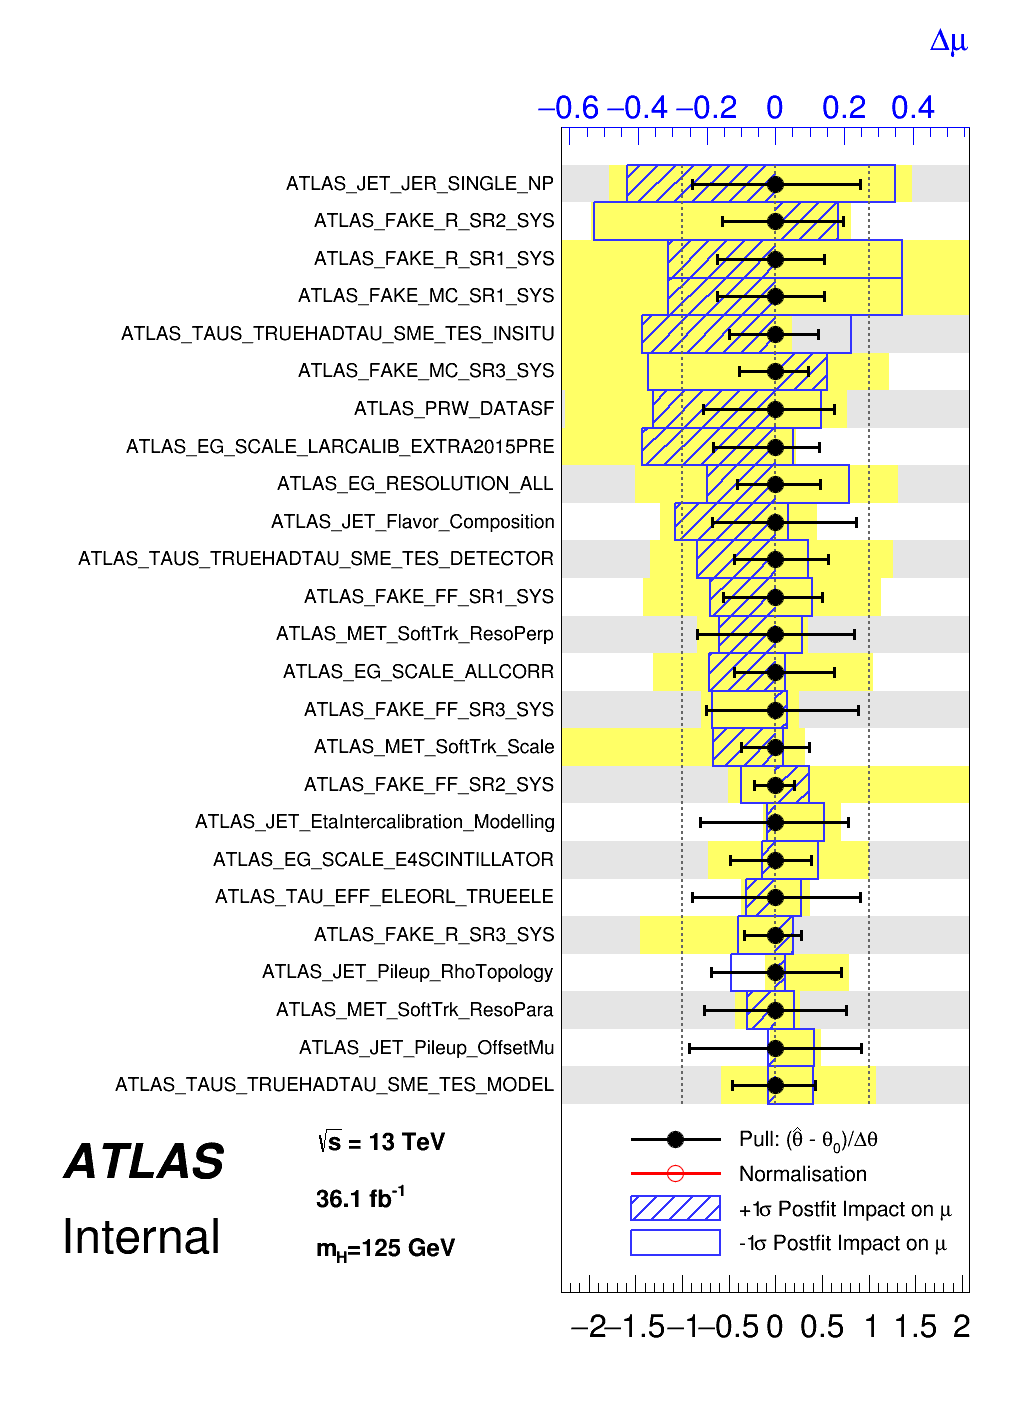 Δμ
−0.6 −0.4 −0.2 0 0.2 0.4
ATLAS_JET_JER_SINGLE_NP
ATLAS_FAKE_R_SR2_SYS
ATLAS_FAKE_R_SR1_SYS
ATLAS_FAKE_MC_SR1_SYS
ATLAS_TAUS_TRUEHADTAU_SME_TES_INSITU
ATLAS_FAKE_MC_SR3_SYS
ATLAS_PRW_DATASF
ATLAS_EG_SCALE_LARCALIB_EXTRA2015PRE
ATLAS_EG_RESOLUTION_ALL
ATLAS_JET_Flavor_Composition
ATLAS_TAUS_TRUEHADTAU_SME_TES_DETECTOR
ATLAS_FAKE_FF_SR1_SYS
ATLAS_MET_SoftTrk_ResoPerp
ATLAS_EG_SCALE_ALLCORR
ATLAS_FAKE_FF_SR3_SYS
ATLAS_MET_SoftTrk_Scale
ATLAS_FAKE_FF_SR2_SYS
ATLAS_JET_EtaIntercalibration_Modelling
ATLAS_EG_SCALE_E4SCINTILLATOR
ATLAS_TAU_EFF_ELEORL_TRUEELE
ATLAS_FAKE_R_SR3_SYS
ATLAS_JET_Pileup_RhoTopology
ATLAS_MET_SoftTrk_ResoPara
ATLAS_JET_Pileup_OffsetMu
ATLAS_TAUS_TRUEHADTAU_SME_TES_MODEL
ATLAS
Internal
√s = 13 TeV
36.1 fb⁻¹
m_H=125 GeV
Pull: (θ̂ - θ₀)/Δθ
Normalisation
+1σ Postfit Impact on μ
-1σ Postfit Impact on μ
−2 −1.5 −1 −0.5 0 0.5 1 1.5 2